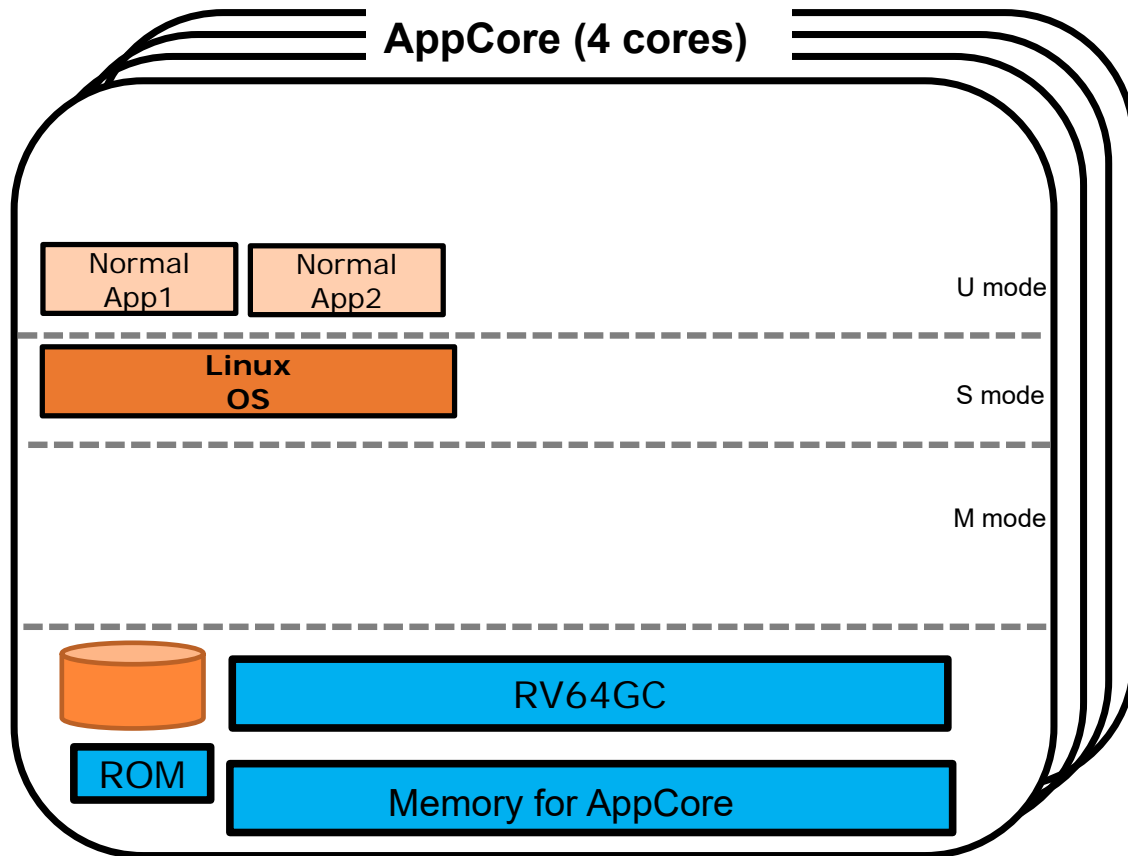 AppCore (4 cores)
Normal
App1
Normal
App2
U mode
Linux
OS
S mode
M mode
RV64GC
ROM
Memory for AppCore